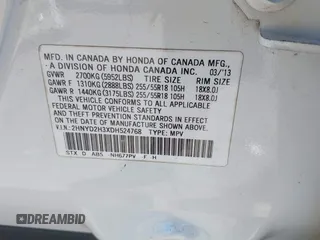 MFD. IN CANADA BY HONDA OF CANADA MFG.,
A DIVISION OF HONDA CANADA INC. 03/'13
GVWR 2700KG(5952LBS) TIRE SIZE RIM SIZE
GAWR F 1310KG(2888LBS) 255/55R18 105H 18X8.0J
GAWR R 1440KG(3175LBS) 255/55R18 105H 18X8.0J
THIS VEHICLE CONFORMS TO ALL APPLICABLE
FEDERAL MOTOR VEHICLE SAFETY AND
THEFT PREVENTION STANDARDS IN EFFECT ON
THE DATE OF MANUFACTURE SHOWN ABOVE.
V.I.N.:2HNYD2H3XDH524768 TYPE: MPV
STX D ABS NH677PV F H
© DREAMBID